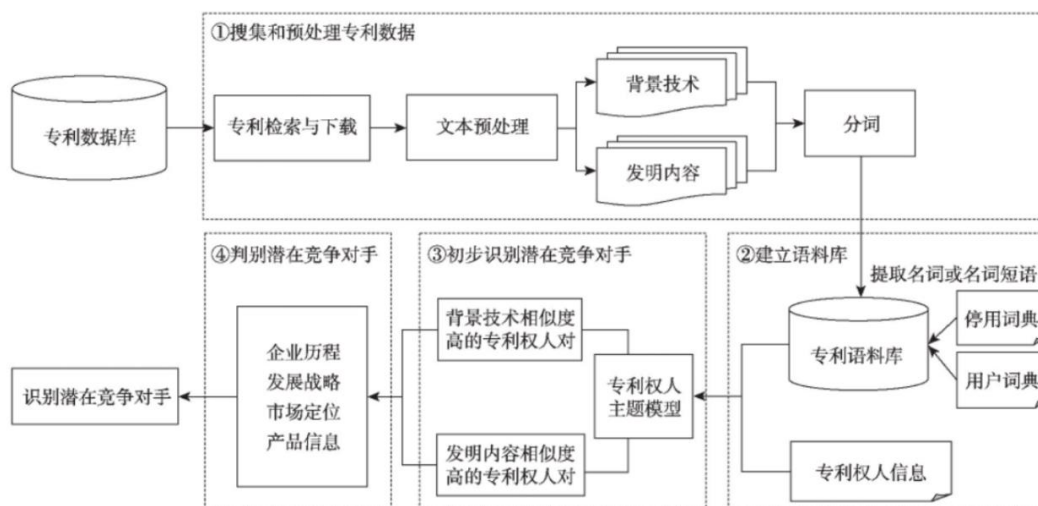 ①搜集和预处理专利数据
专利数据库
专利检索与下载
文本预处理
背景技术
发明内容
分词
②建立语料库
提取名词或名词短语
专利语料库
停用词典
用户词典
专利权人信息
③初步识别潜在竞争对手
背景技术相似度
高的专利权人对
专利权人
主题模型
发明内容相似度
高的专利权人对
④判别潜在竞争对手
企业历程
发展战略
市场定位
产品信息
识别潜在竞争对手